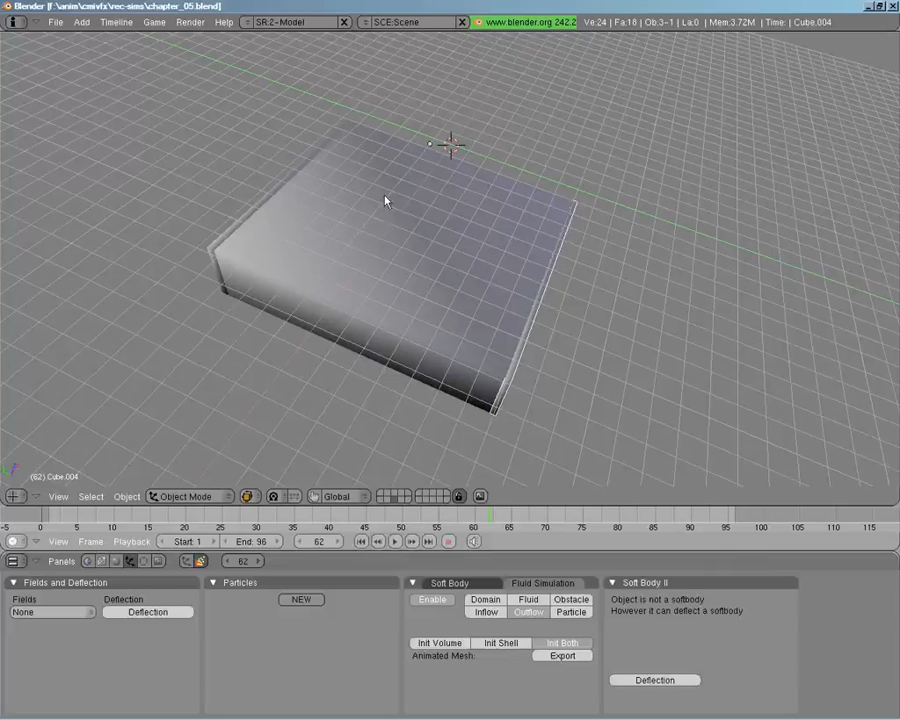 Blender [F:\anim\cmivfx\rec-sims\chapter_05.blend]
File Add Timeline Game Render Help SR:2-Model SCE:Scene www.blender.org 242.2 Ve:24 | Fa:18 | Ob:3-1 | La:0 | Mem:3.72M | Time: | Cube.004
(62) Cube.004
View Select Object Object Mode Global
-5 0 5 10 15 20 25 30 35 40 45 50 55 60 65 70 75 80 85 90 95 100 105 110 115
View Frame Playback Start: 1 End: 96 62
Panels 62
Fields and Deflection Particles Soft Body Fluid Simulation Soft Body II
Fields Deflection NEW Enable Domain Fluid Obstacle Object is not a softbody
None Deflection Inflow Outflow Particle However it can deflect a softbody
Init Volume Init Shell Init Both
Animated Mesh: Export
Deflection